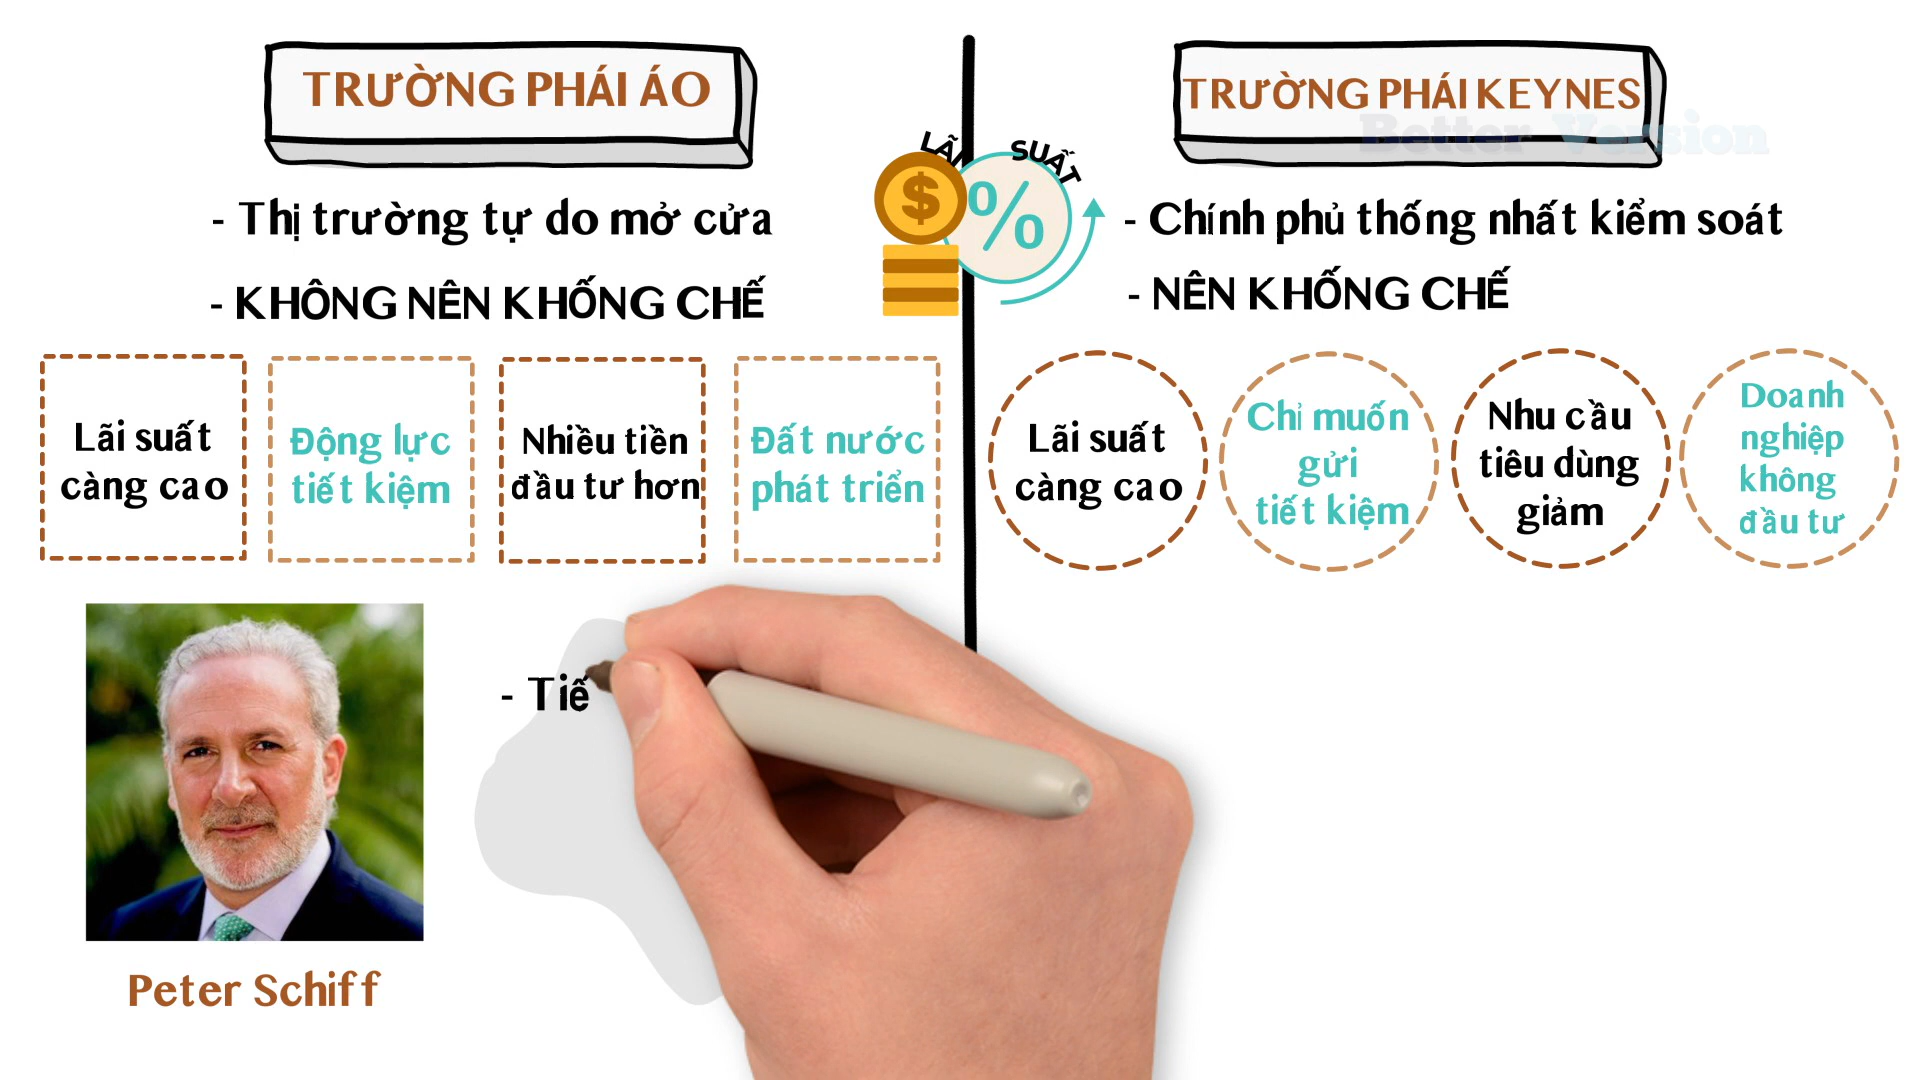 TRƯỜNG PHÁI ÁO
- Thị trường tự do mở cửa
- KHÔNG NÊN KHỐNG CHẾ
Lãi suất
càng cao
Động lực
tiết kiệm
Nhiều tiền
đầu tư hơn
Đất nước
phát triển
LÃI SUẤT
$
%
TRƯỜNG PHÁI KEYNES
Better Version
- Chính phủ thống nhất kiểm soát
- NÊN KHỐNG CHẾ
Lãi suất
càng cao
Chỉ muốn
gửi
tiết kiệm
Nhu cầu
tiêu dùng
giảm
Doanh
nghiệp
không
đầu tư
- Tiế
Peter Schiff